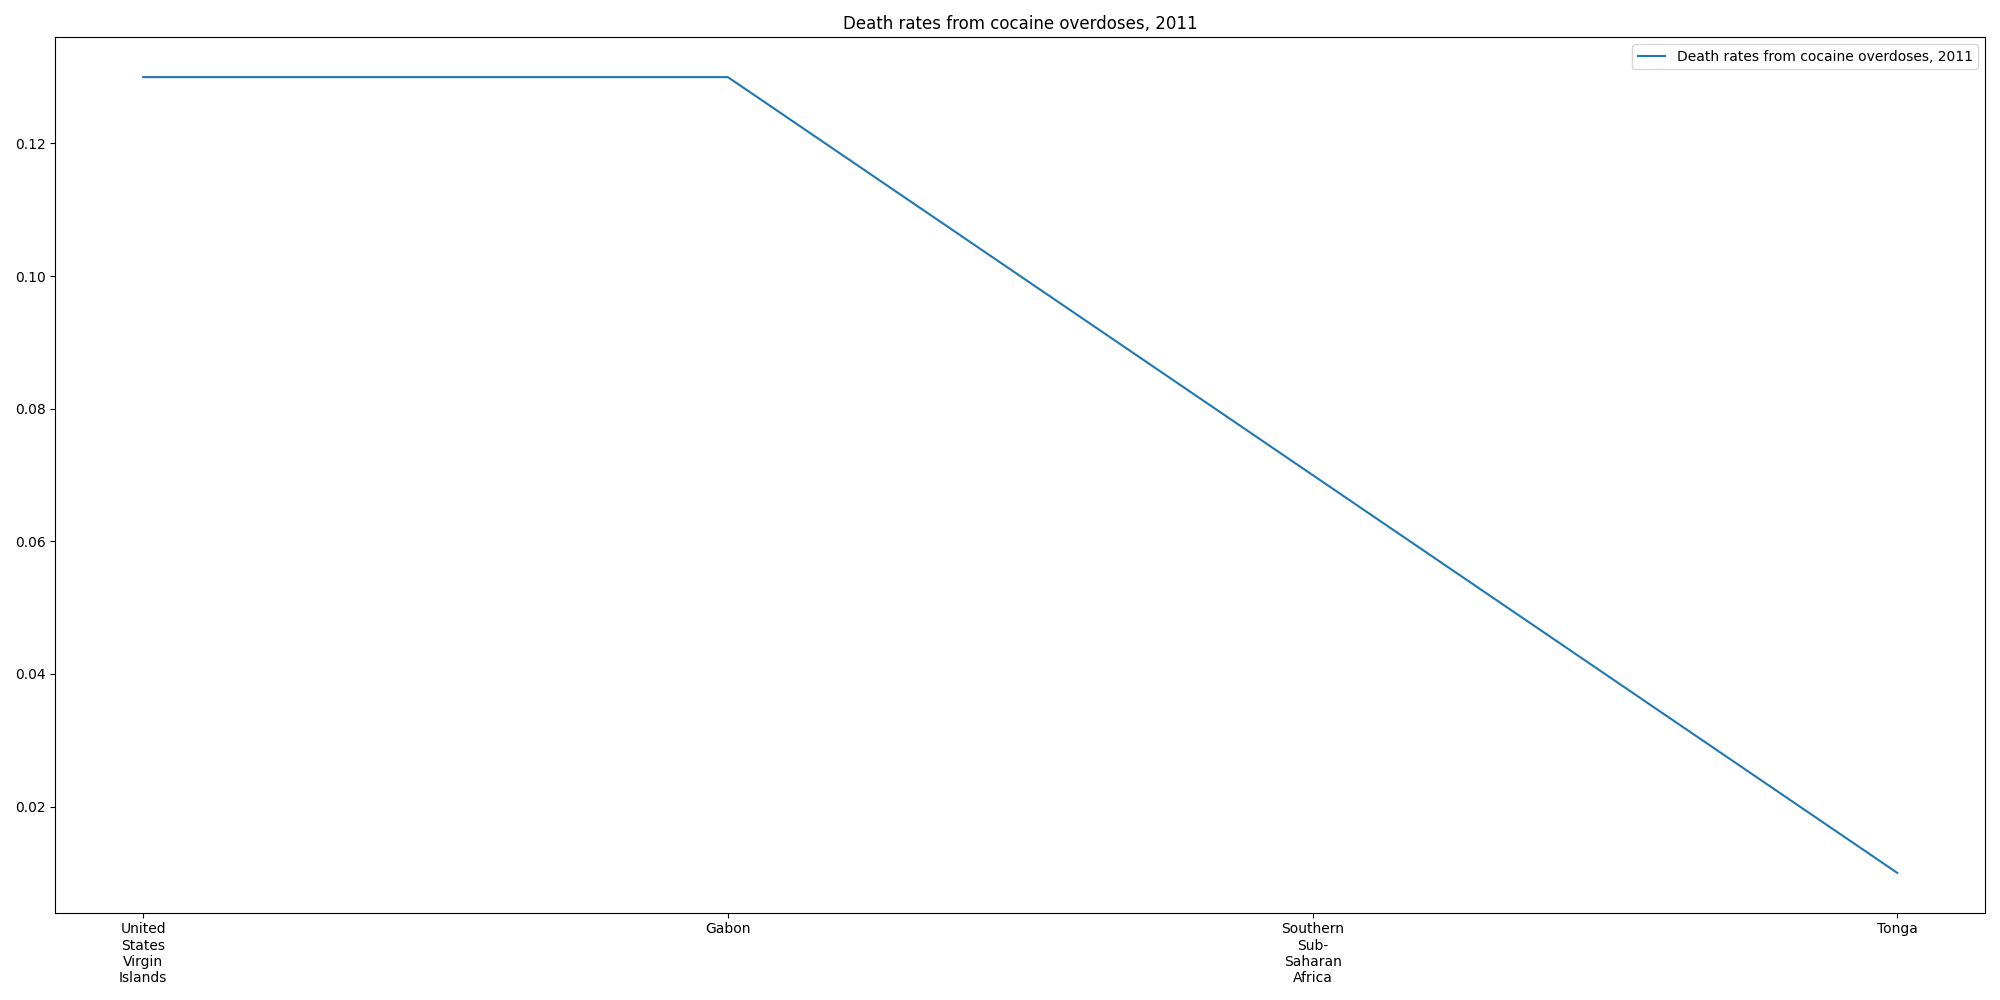 Death rates from cocaine overdoses, 2011
Death rates from cocaine overdoses, 2011
0.12
0.10
0.08
0.06
0.04
0.02
United
States
Virgin
Islands
Gabon
Southern
Sub-
Saharan
Africa
Tonga